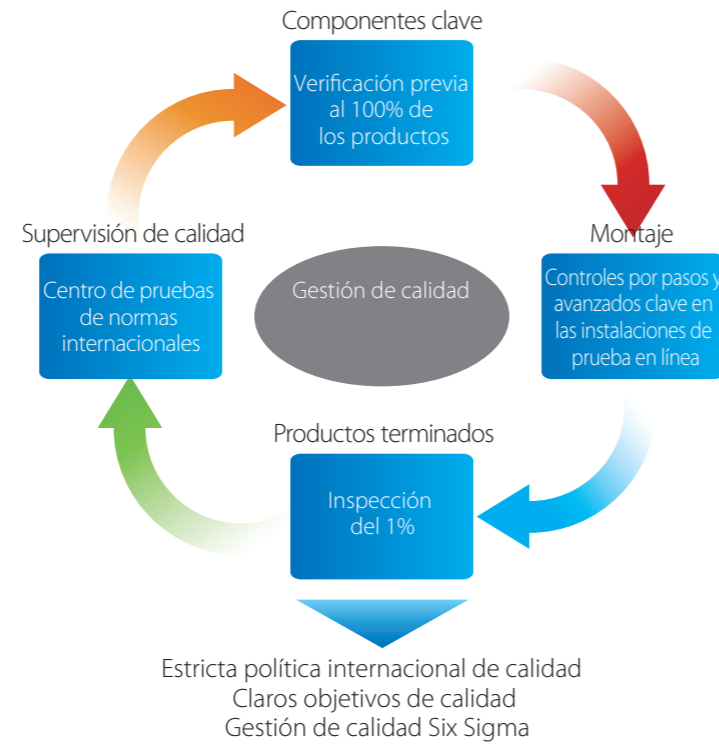 Componentes clave
Verificación previa
al 100% de
los productos
Supervisión de calidad
Montaje
Centro de pruebas
de normas
internacionales
Gestión de calidad
Controles por pasos y
avanzados clave en
las instalaciones de
prueba en línea
Productos terminados
Inspección
del 1%
Estricta política internacional de calidad
Claros objetivos de calidad
Gestión de calidad Six Sigma